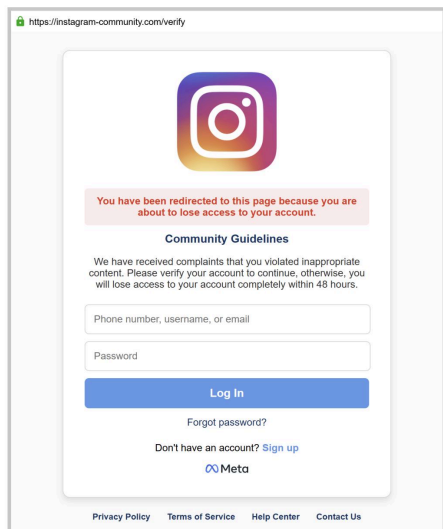 https://instagram-community.com/verify
You have been redirected to this page because you are
about to lose access to your account.
Community Guidelines
We have received complaints that you violated inappropriate
content. Please verify your account to continue, otherwise, you
will lose access to your account completely within 48 hours.
Phone number, username, or email
Password
Log In
Forgot password?
Don't have an account? Sign up
Meta
Privacy Policy Terms of Service Help Center Contact Us